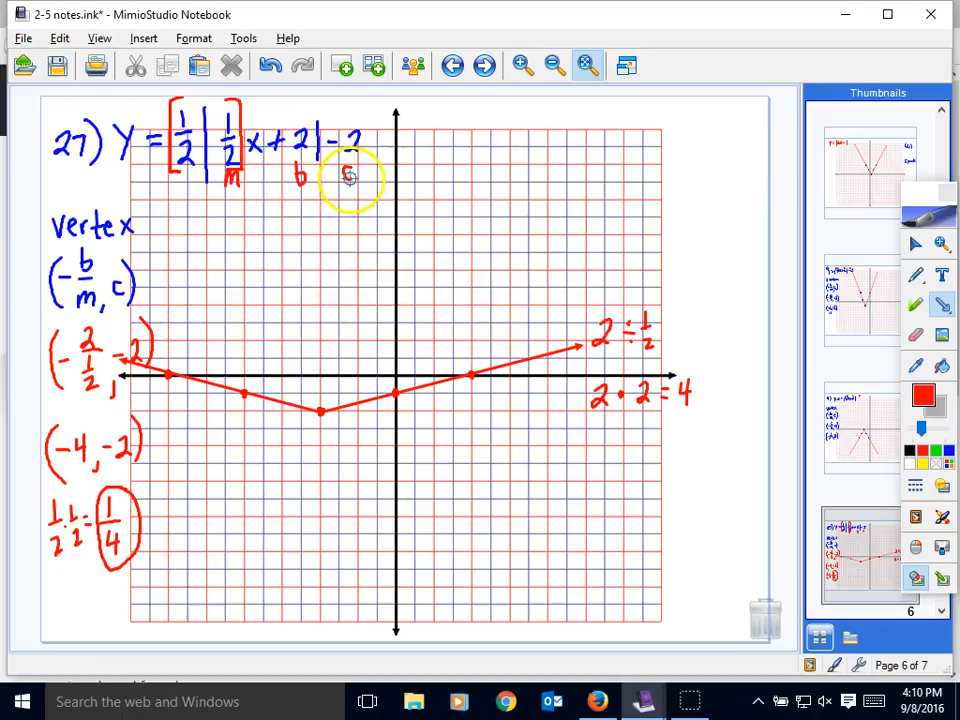 2-5 notes.ink* - MimioStudio Notebook
File Edit View Insert Format Tools Help
Thumbnails
27) Y = [1/2 | 1/2] x + 2 | - 2
m b c
vertex
(-b/m, c)
(-2/(1/2), -2)
2 ÷ 1/2
2 · 2 = 4
(-4, -2)
1/2 · 1/2 = 1/4
6
Page 6 of 7
Search the web and Windows
4:10 PM
9/8/2016